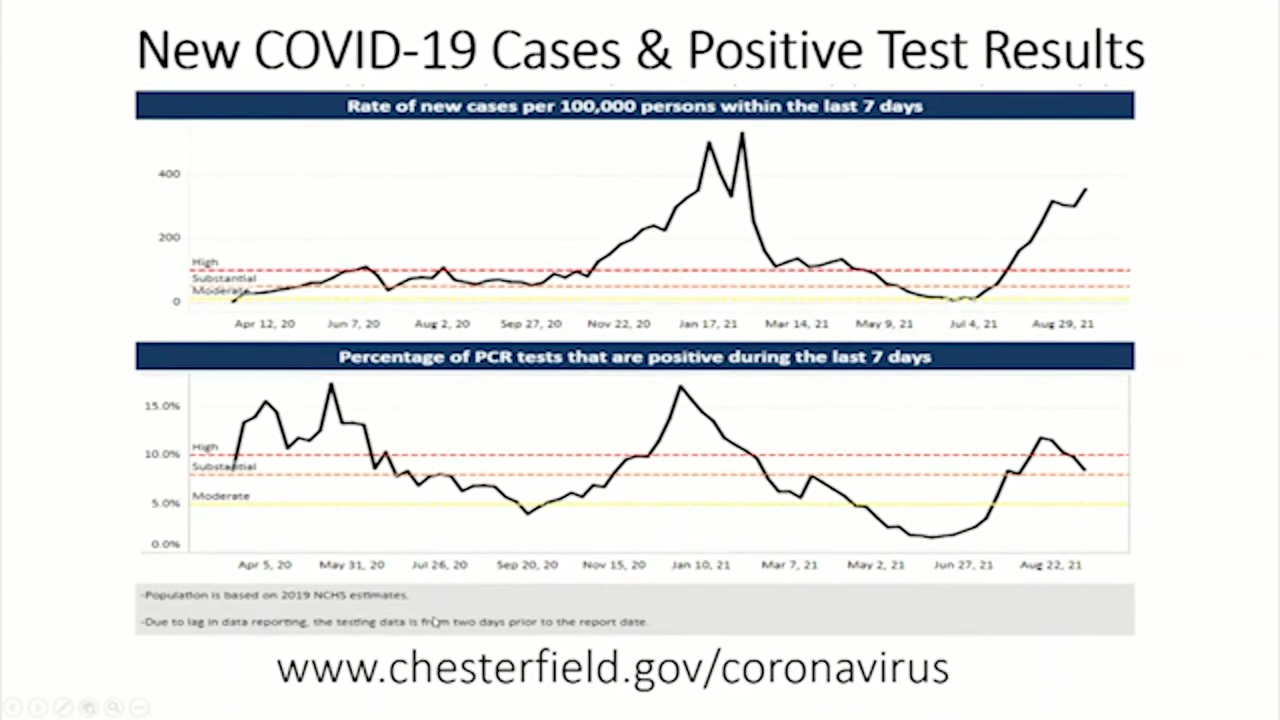 New COVID-19 Cases & Positive Test Results
Rate of new cases per 100,000 persons within the last 7 days
400
200
High
Substantial
Moderate
0
Apr 12, 20 Jun 7, 20 Aug 2, 20 Sep 27, 20 Nov 22, 20 Jan 17, 21 Mar 14, 21 May 9, 21 Jul 4, 21 Aug 29, 21
Percentage of PCR tests that are positive during the last 7 days
15.0%
High
10.0%
Substantial
Moderate
5.0%
0.0%
Apr 5, 20 May 31, 20 Jul 26, 20 Sep 20, 20 Nov 15, 20 Jan 10, 21 Mar 7, 21 May 2, 21 Jun 27, 21 Aug 22, 21
-Population is based on 2019 NCHS estimates.
-Due to lag in data reporting, the testing data is from two days prior to the report date.
www.chesterfield.gov/coronavirus